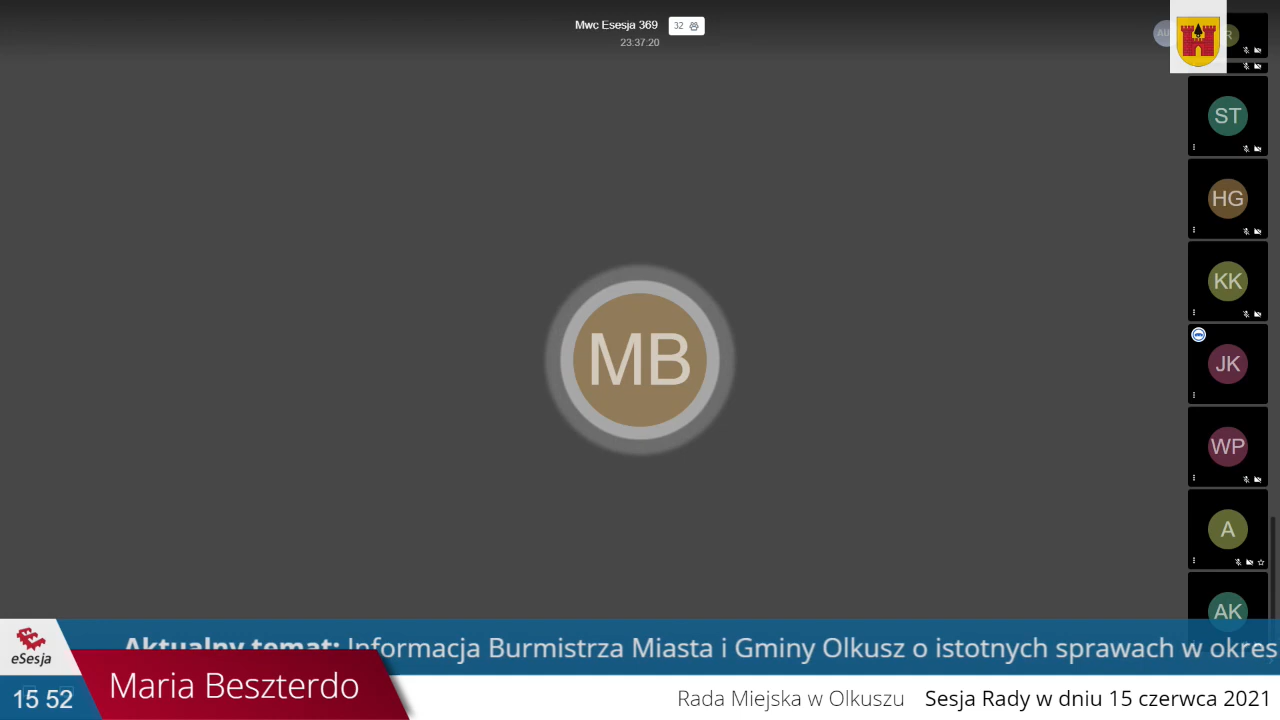 Mwc Esesja 369 32
23:37:20
AU
R
ST
HG
KK
JK
WP
A
AK
MB
Aktualny temat: Informacja Burmistrza Miasta i Gminy Olkusz o istotnych sprawach w okres
eSesja
Maria Beszterdo
15 52
Rada Miejska w Olkuszu Sesja Rady w dniu 15 czerwca 2021